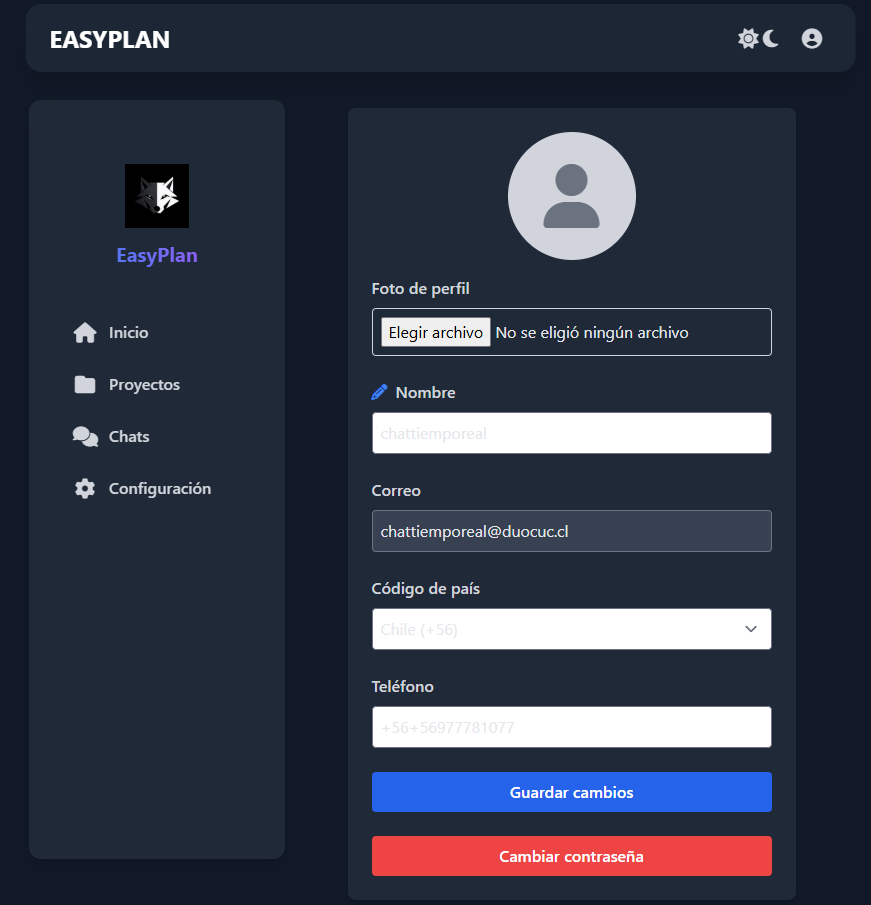 EASYPLAN
EasyPlan
Inicio
Proyectos
Chats
Configuración
Foto de perfil
Elegir archivo No se eligió ningún archivo
Nombre
chattiemporeal
Correo
chattiemporeal@duocuc.cl
Código de país
Chile (+56)
Teléfono
+56+56977781077
Guardar cambios
Cambiar contraseña